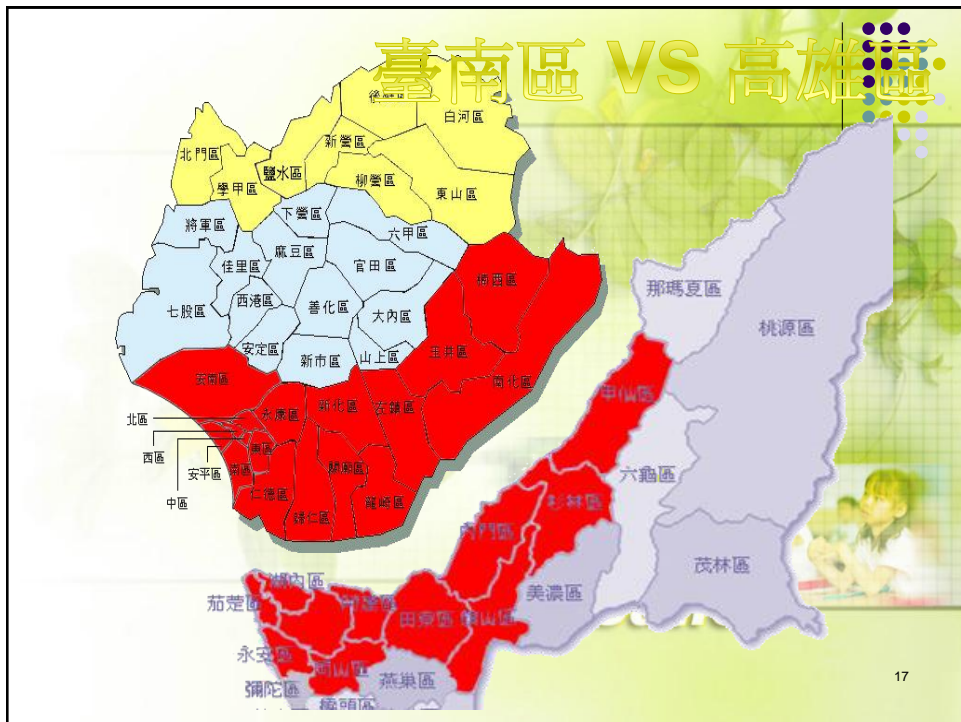 臺南區 VS 高雄區
白河區
新營區
北門區
鹽水區
柳營區
學甲區
東山區
下營區
將軍區
六甲區
麻豆區
佳里區
官田區
西港區
七股區
善化區
大內區
安定區
新市區
山上區
楠西區
玉井區
南化區
安南區
新化區
左鎮區
永康區
北區
西區
東區
安平區
南區
關廟區
中區
仁德區
龍崎區
歸仁區
那瑪夏區
桃源區
甲仙區
六龜區
杉林區
內門區
茂林區
美濃區
湖內區
茄萣區
阿蓮區
田寮區
旗山區
永安區
岡山區
燕巢區
彌陀區
橋頭區
17